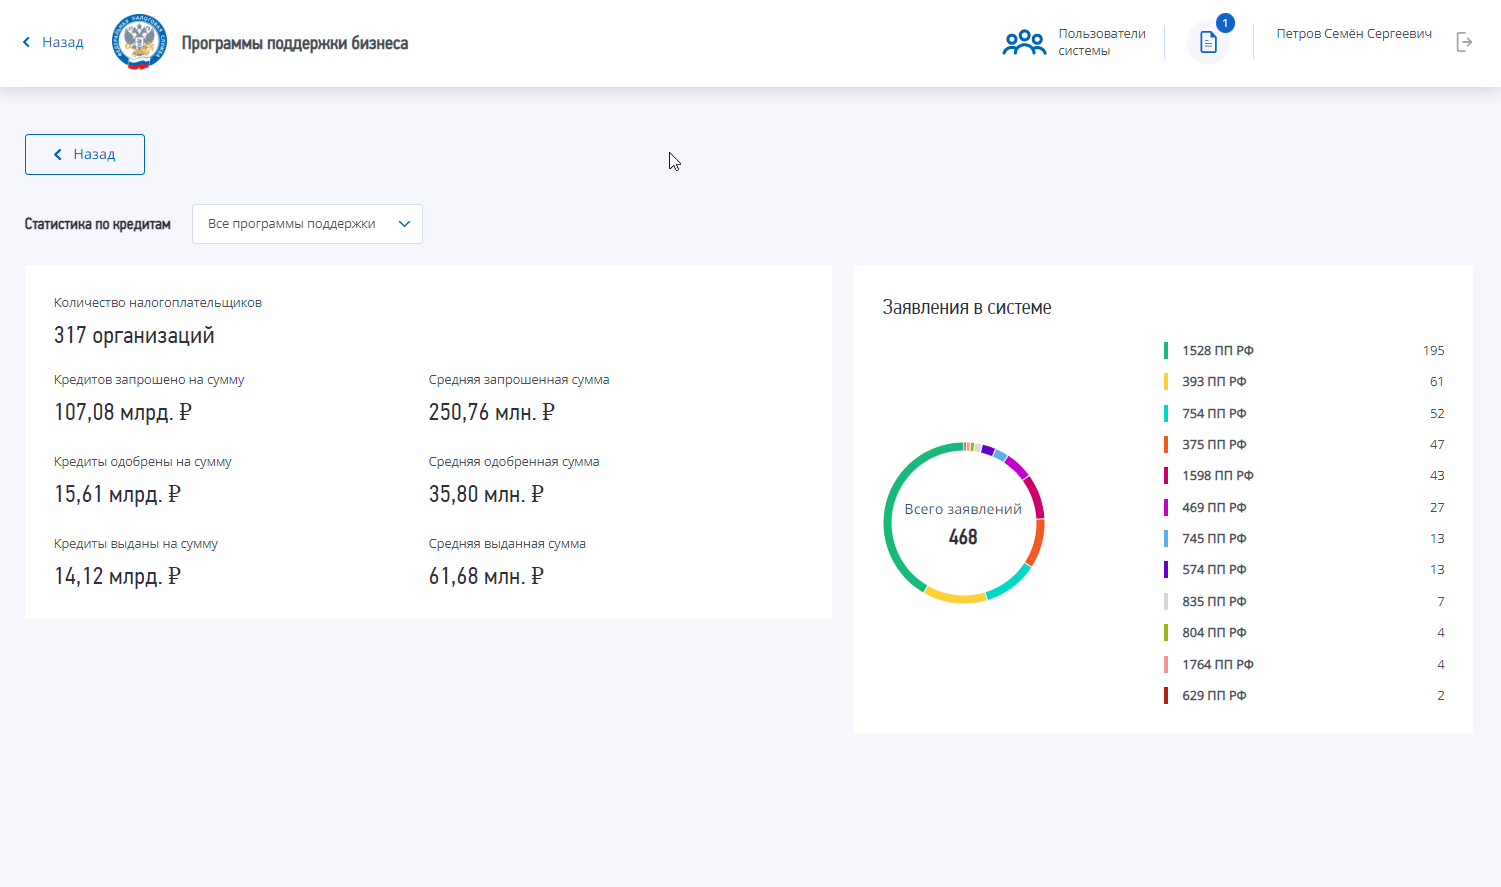 Назад
Программы поддержки бизнеса
Пользователи
системы
1
Петров Семён Сергеевич
Назад
Статистика по кредитам
Все программы поддержки
Количество налогоплательщиков
317 организаций
Кредитов запрошено на сумму
107,08 млрд. ₽
Средняя запрошенная сумма
250,76 млн. ₽
Кредиты одобрены на сумму
15,61 млрд. ₽
Средняя одобренная сумма
35,80 млн. ₽
Кредиты выданы на сумму
14,12 млрд. ₽
Средняя выданная сумма
61,68 млн. ₽
Заявления в системе
Всего заявлений
468
1528 ПП РФ 195
393 ПП РФ 61
754 ПП РФ 52
375 ПП РФ 47
1598 ПП РФ 43
469 ПП РФ 27
745 ПП РФ 13
574 ПП РФ 13
835 ПП РФ 7
804 ПП РФ 4
1764 ПП РФ 4
629 ПП РФ 2